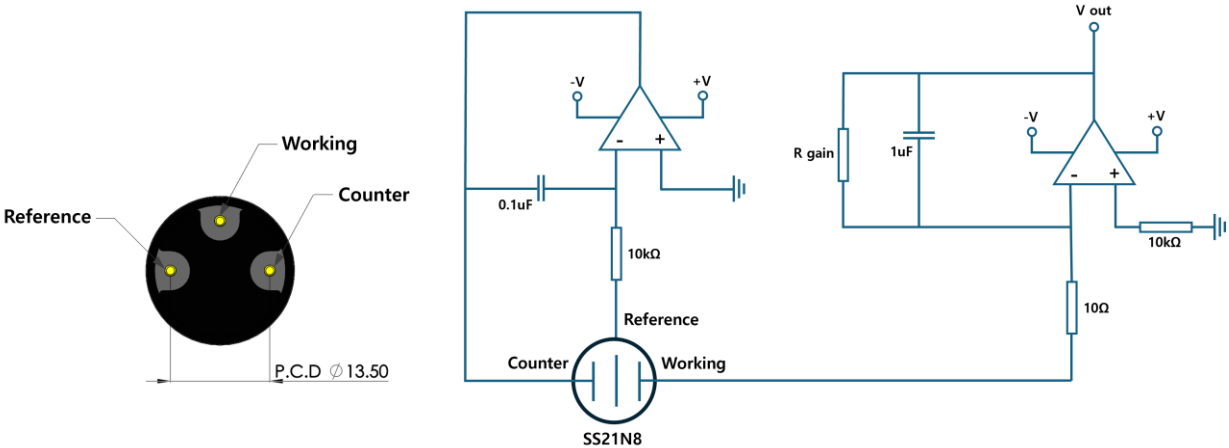 Working
Counter
Reference
P.C.D ∅13.50
-V
+V
-
+
0.1uF
10kΩ
Reference
Counter
Working
SS21N8
V out
-V
+V
R gain
1uF
-
+
10kΩ
10Ω